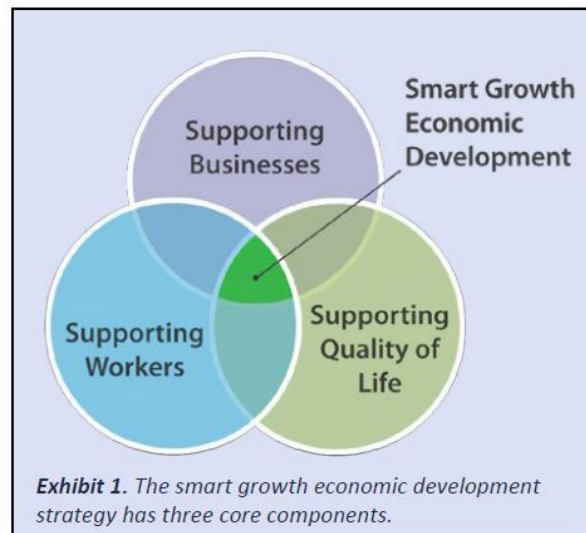 Smart Growth
Economic
Development
Supporting
Businesses
Supporting
Workers
Supporting
Quality of
Life
Exhibit 1. The smart growth economic development
strategy has three core components.